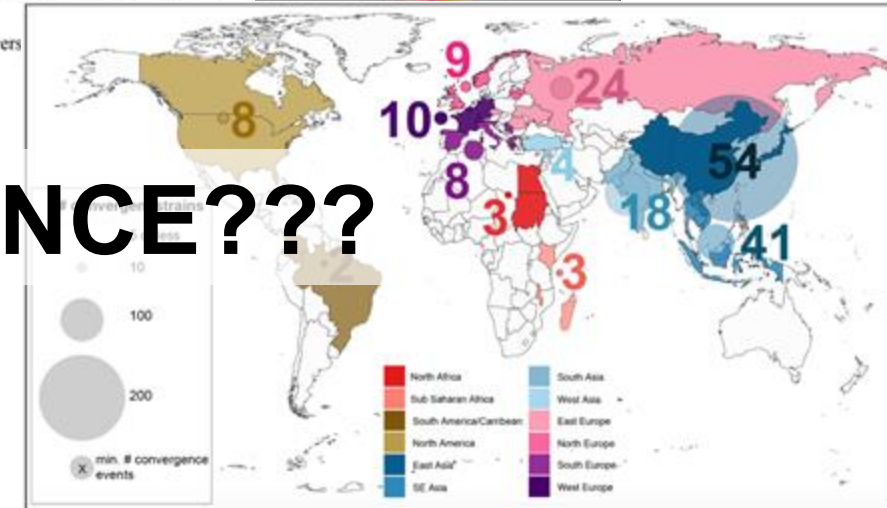 ers
9
24
8
10
54
4
8
18
3
41
3
2
NCE???
# convergent strains
10
100
200
x
min. # convergence
events
North Africa
Sub Saharan Africa
South America/Carribean
North America
East Asia*
SE Asia
South Asia
West Asia
East Europe
North Europe
South Europe
West Europe